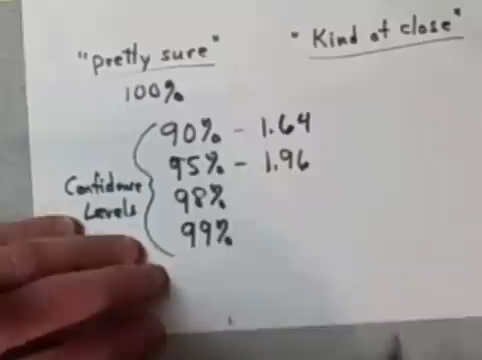 "pretty sure"
"Kind of close"
100%
90% - 1.64
95% - 1.96
98%
99%
Confidence
Levels